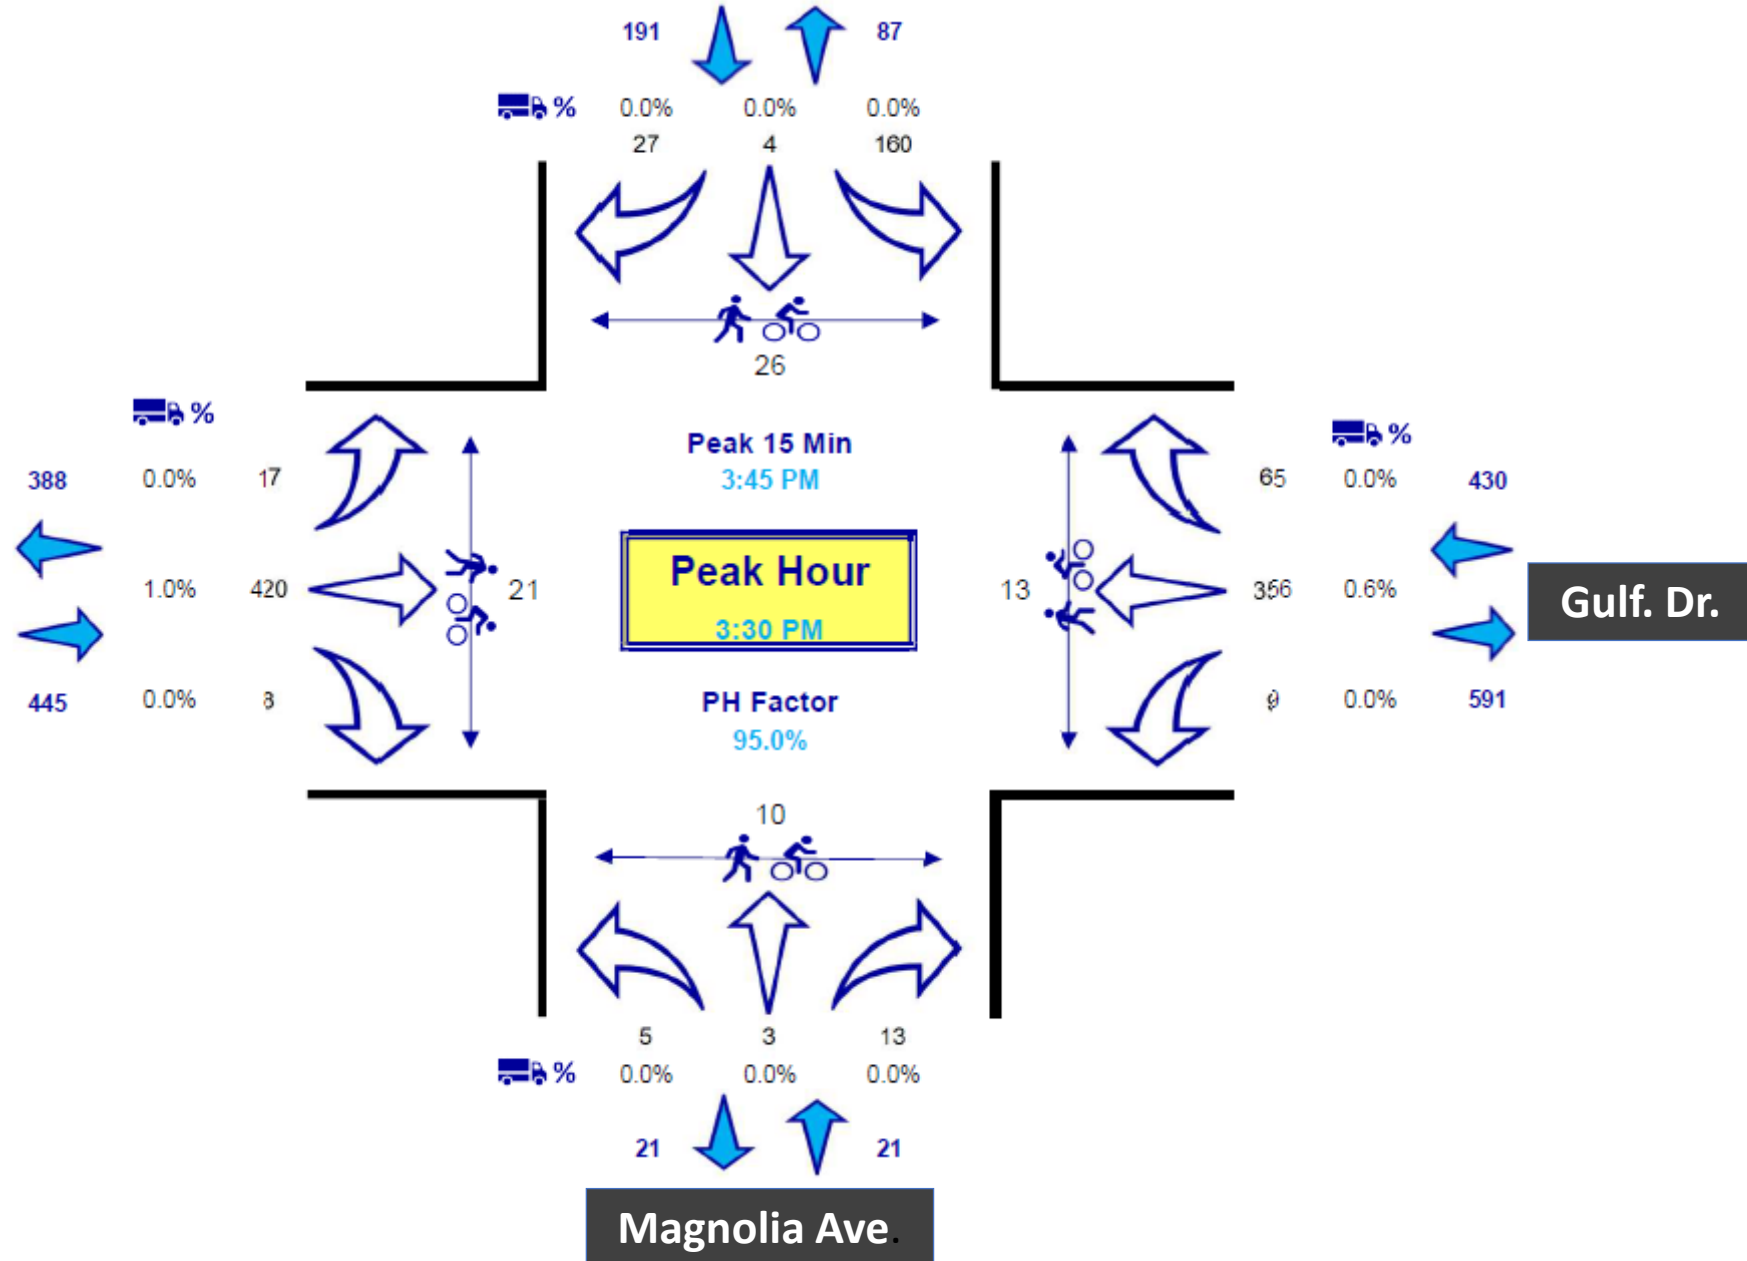 191 87
% 0.0% 0.0% 0.0%
27 4 160
26
%
388 0.0% 17
1.0% 420
445 0.0% 8
21
Peak 15 Min
3:45 PM
Peak Hour
3:30 PM
PH Factor
95.0%
13
%
65 0.0% 430
356 0.6%
9 0.0% 591
Gulf. Dr.
10
5 3 13
% 0.0% 0.0% 0.0%
21 21
Magnolia Ave.